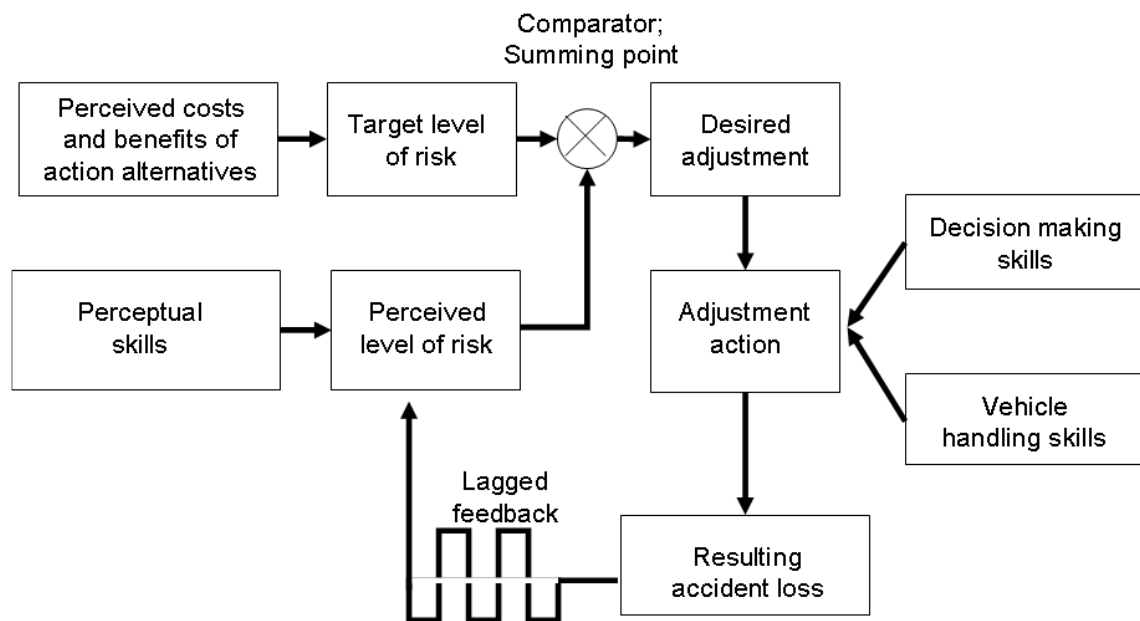 Comparator;
Summing point
Perceived costs
and benefits of
action alternatives
Target level
of risk
Desired
adjustment
Decision making
skills
Perceptual
skills
Perceived
level of risk
Adjustment
action
Vehicle
handling skills
Lagged
feedback
Resulting
accident loss